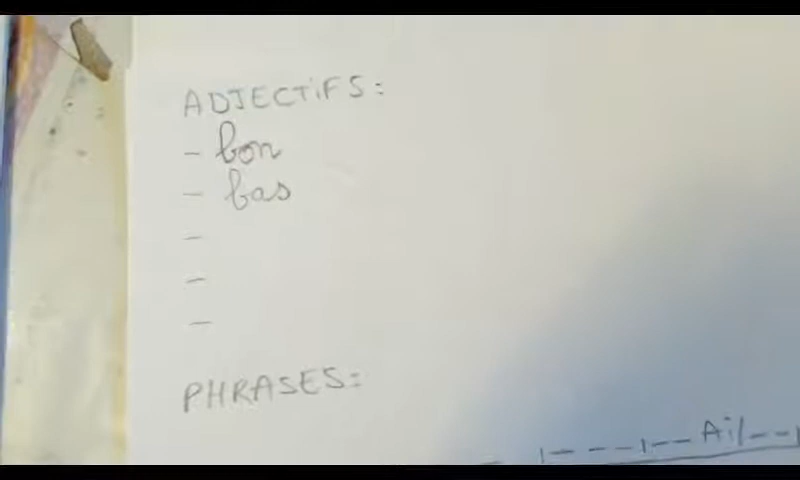 ADJECTiFS:
- bon
- bas
-
-
-
PHRASES: